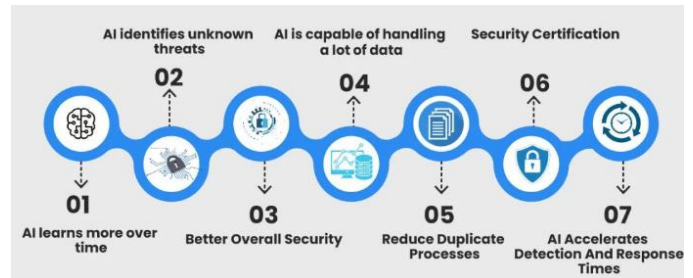 AI identifies unknown
threats
02
AI is capable of handling
a lot of data
04
Security Certification
06
01
AI learns more over
time
03
Better Overall Security
05
Reduce Duplicate
Processes
07
AI Accelerates
Detection And Response
Times